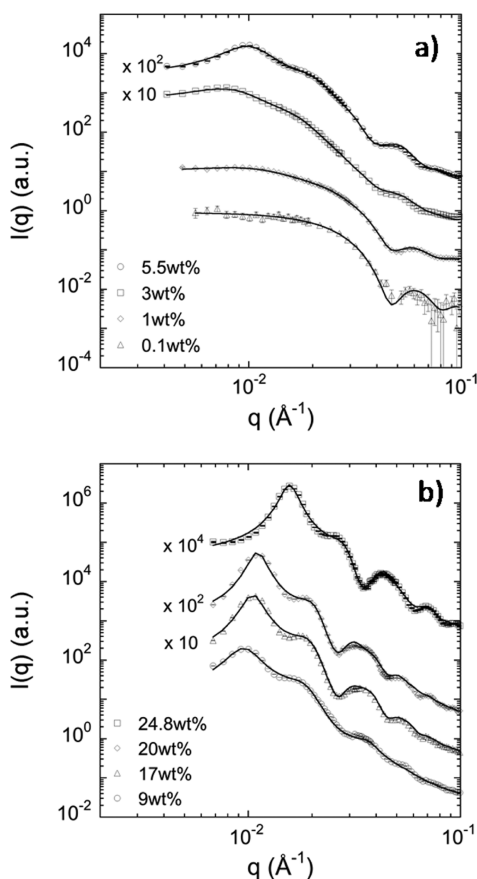 a)
10^4
10^2
10^0
10^-2
10^-4
I(q) (a.u.)
x 10^2
x 10
5.5wt%
3wt%
1wt%
0.1wt%
10^-2
10^-1
q (Å^-1)
b)
10^6
10^4
10^2
10^0
10^-2
I(q) (a.u.)
x 10^4
x 10^2
x 10
24.8wt%
20wt%
17wt%
9wt%
10^-2
10^-1
q (Å^-1)